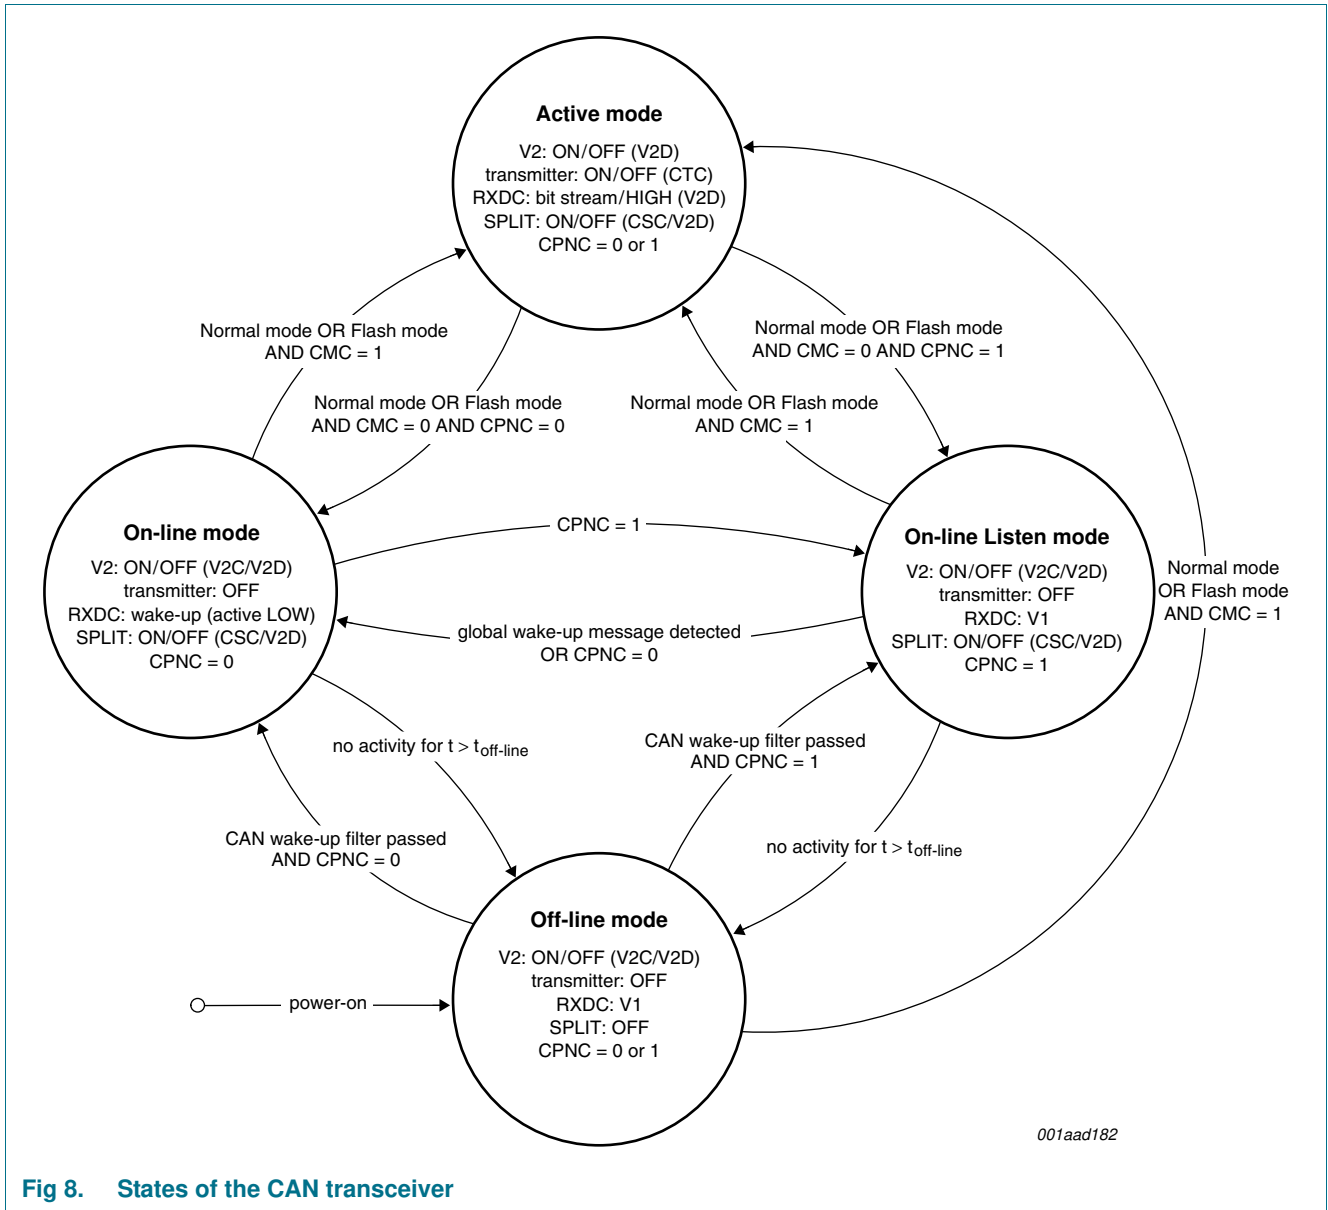 Active mode
V2: ON/OFF (V2D)
transmitter: ON/OFF (CTC)
RXDC: bit stream/HIGH (V2D)
SPLIT: ON/OFF (CSC/V2D)
CPNC = 0 or 1
Normal mode OR Flash mode
AND CMC = 1
Normal mode OR Flash mode
AND CMC = 0 AND CPNC = 1
Normal mode OR Flash mode
AND CMC = 0 AND CPNC = 0
Normal mode OR Flash mode
AND CMC = 1
On-line mode
V2: ON/OFF (V2C/V2D)
transmitter: OFF
RXDC: wake-up (active LOW)
SPLIT: ON/OFF (CSC/V2D)
CPNC = 0
CPNC = 1
On-line Listen mode
V2: ON/OFF (V2C/V2D)
transmitter: OFF
RXDC: V1
SPLIT: ON/OFF (CSC/V2D)
CPNC = 1
Normal mode
OR Flash mode
AND CMC = 1
global wake-up message detected
OR CPNC = 0
no activity for t > toff-line
CAN wake-up filter passed
AND CPNC = 1
CAN wake-up filter passed
AND CPNC = 0
no activity for t > toff-line
Off-line mode
V2: ON/OFF (V2C/V2D)
transmitter: OFF
RXDC: V1
SPLIT: OFF
CPNC = 0 or 1
power-on
001aad182
Fig 8. States of the CAN transceiver